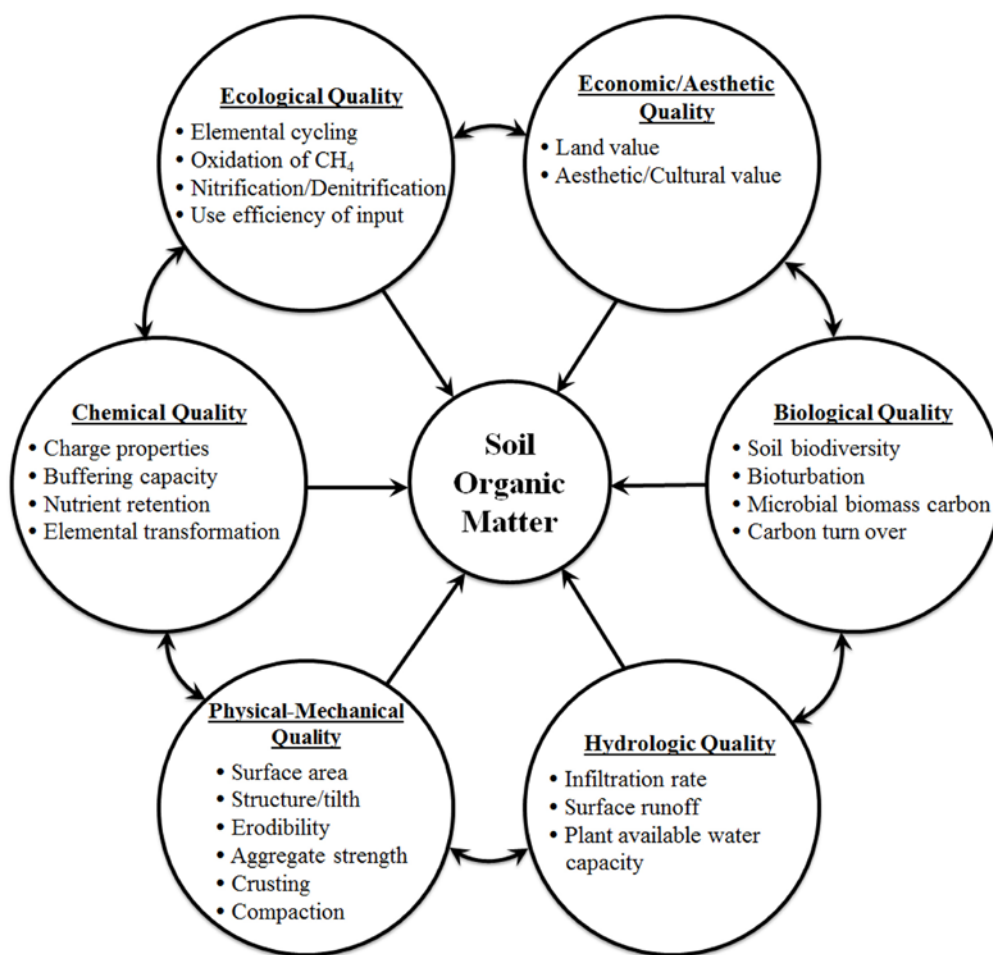 Ecological Quality
• Elemental cycling
• Oxidation of CH₄
• Nitrification/Denitrification
• Use efficiency of input
Economic/Aesthetic
Quality
• Land value
• Aesthetic/Cultural value
Chemical Quality
• Charge properties
• Buffering capacity
• Nutrient retention
• Elemental transformation
Soil
Organic
Matter
Biological Quality
• Soil biodiversity
• Bioturbation
• Microbial biomass carbon
• Carbon turn over
Physical-Mechanical
Quality
• Surface area
• Structure/tilth
• Erodibility
• Aggregate strength
• Crusting
• Compaction
Hydrologic Quality
• Infiltration rate
• Surface runoff
• Plant available water
capacity